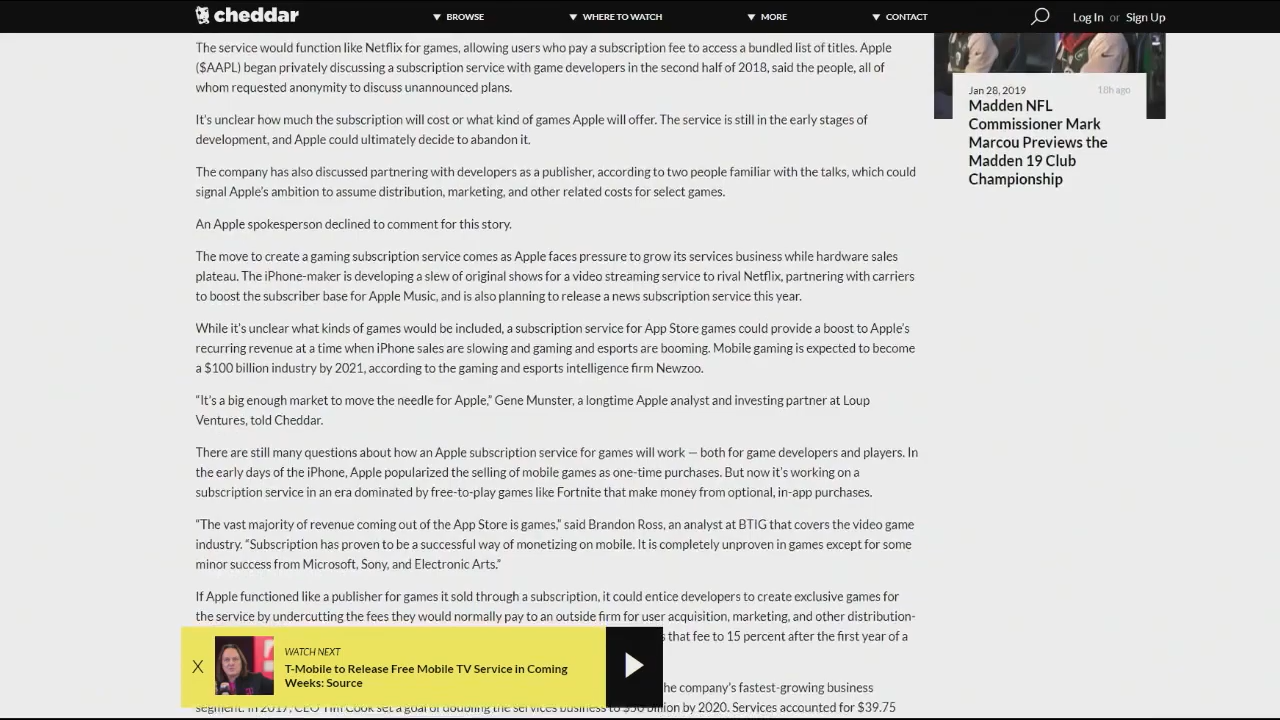 cheddar
BROWSE
WHERE TO WATCH
MORE
CONTACT
Log In or Sign Up
The service would function like Netflix for games, allowing users who pay a subscription fee to access a bundled list of titles. Apple
($AAPL) began privately discussing a subscription service with game developers in the second half of 2018, said the people, all of
whom requested anonymity to discuss unannounced plans.
It's unclear how much the subscription will cost or what kind of games Apple will offer. The service is still in the early stages of
development, and Apple could ultimately decide to abandon it.
The company has also discussed partnering with developers as a publisher, according to two people familiar with the talks, which could
signal Apple's ambition to assume distribution, marketing, and other related costs for select games.
An Apple spokesperson declined to comment for this story.
The move to create a gaming subscription service comes as Apple faces pressure to grow its services business while hardware sales
plateau. The iPhone-maker is developing a slew of original shows for a video streaming service to rival Netflix, partnering with carriers
to boost the subscriber base for Apple Music, and is also planning to release a news subscription service this year.
While it's unclear what kinds of games would be included, a subscription service for App Store games could provide a boost to Apple's
recurring revenue at a time when iPhone sales are slowing and gaming and esports are booming. Mobile gaming is expected to become
a $100 billion industry by 2021, according to the gaming and esports intelligence firm Newzoo.
“It's a big enough market to move the needle for Apple,” Gene Munster, a longtime Apple analyst and investing partner at Loup
Ventures, told Cheddar.
There are still many questions about how an Apple subscription service for games will work — both for game developers and players. In
the early days of the iPhone, Apple popularized the selling of mobile games as one-time purchases. But now it's working on a
subscription service in an era dominated by free-to-play games like Fortnite that make money from optional, in-app purchases.
“The vast majority of revenue coming out of the App Store is games,” said Brandon Ross, an analyst at BTIG that covers the video game
industry. “Subscription has proven to be a successful way of monetizing on mobile. It is completely unproven in games except for some
minor success from Microsoft, Sony, and Electronic Arts.”
If Apple functioned like a publisher for games it sold through a subscription, it could entice developers to create exclusive games for
the service by undercutting the fees they would normally pay to an outside firm for user acquisition, marketing, and other distribution-
that fee to 15 percent after the first year of a
the company's fastest-growing business
segment. In 2017, CEO Tim Cook set a goal of doubling the services business to $50 billion by 2020. Services accounted for $39.75
X
WATCH NEXT
T-Mobile to Release Free Mobile TV Service in Coming
Weeks: Source
Jan 28, 2019
18h ago
Madden NFL
Commissioner Mark
Marcou Previews the
Madden 19 Club
Championship